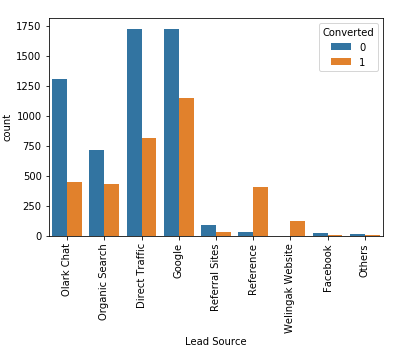 1750
1500
1250
1000
750
500
250
0
count
Converted
0
1
Olark Chat
Organic Search
Direct Traffic
Google
Referral Sites
Reference
Welingak Website
Facebook
Others
Lead Source